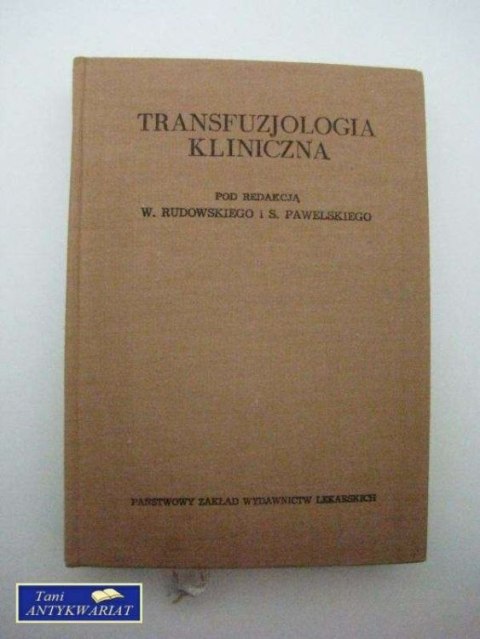 TRANSFUZJOLOGIA
KLINICZNA
POD REDAKCJĄ
W. RUDOWSKIEGO i S. PAWELSKIEGO
PAŃSTWOWY ZAKŁAD WYDAWNICTW LEKARSKICH
Tani
ANTYKWARIAT